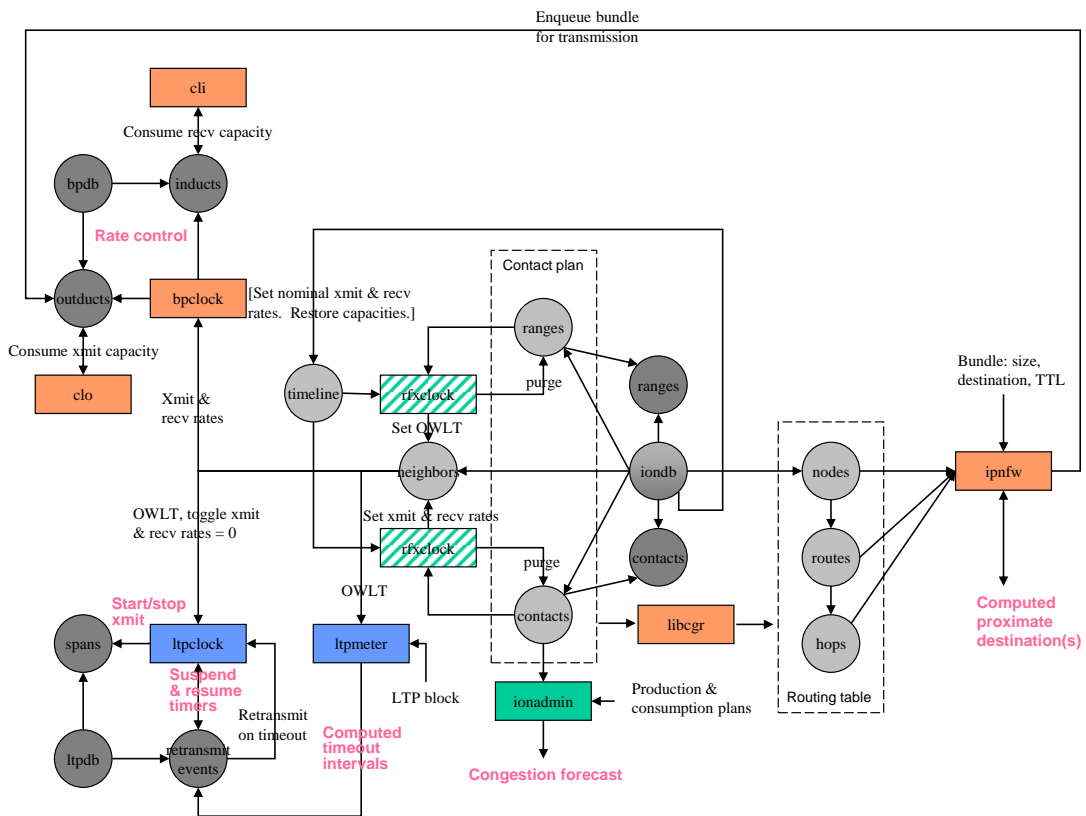 Enqueue bundle
for transmission
cli
Consume recv capacity
bpdb
inducts
Rate control
Contact plan
outducts
bpclock
[Set nominal xmit & recv
rates. Restore capacities.]
ranges
Consume xmit capacity
clo
Xmit &
recv rates
timeline
rfxclock
purge
ranges
Bundle: size,
destination, TTL
Set OWLT
neighbors
iondb
nodes
ipnfw
OWLT, toggle xmit
& recv rates = 0
Set xmit & recv rates
rfxclock
purge
contacts
routes
OWLT
Start/stop
xmit
contacts
libcgr
Computed
proximate
destination(s)
spans
ltpclock
ltpmeter
hops
Suspend
& resume
timers
LTP block
Routing table
ionadmin
Production &
consumption plans
Retransmit
on timeout
Computed
timeout
intervals
ltpdb
retransmit
events
Congestion forecast